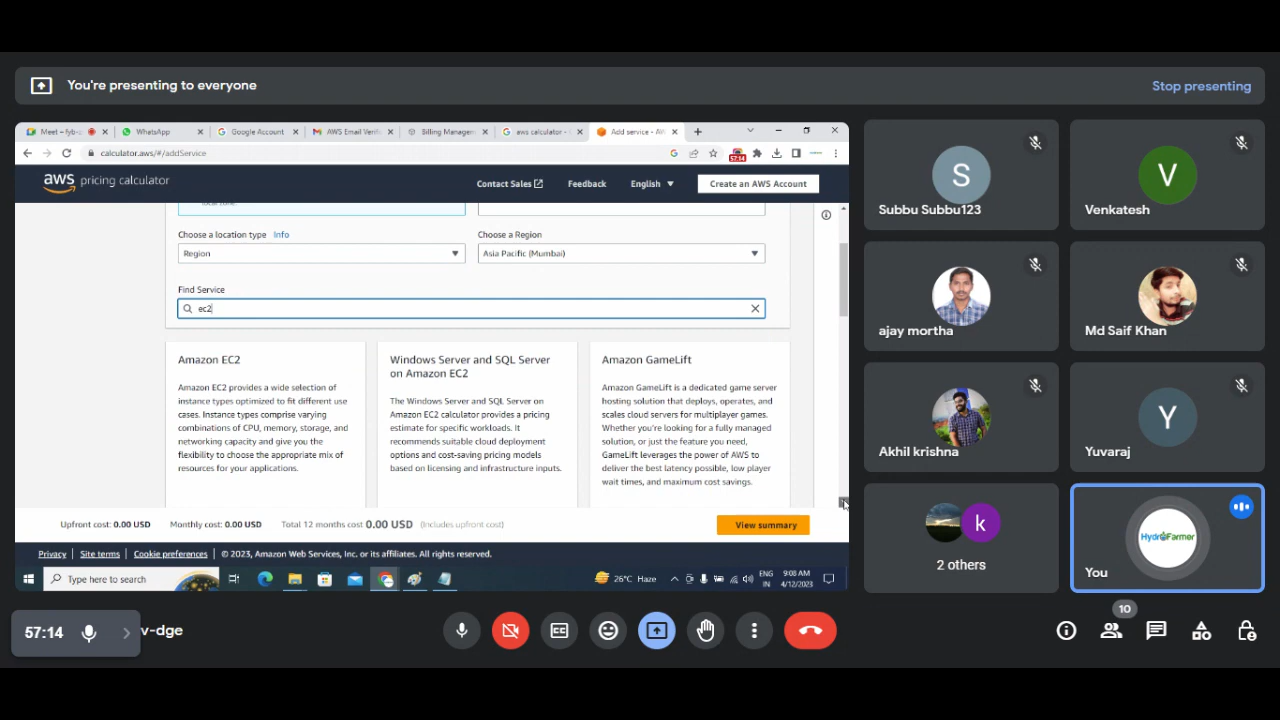 You're presenting to everyone
Stop presenting
Meet – fyb-
WhatsApp
Google Account
AWS Email Verifi
Billing Managem
aws calculator -
Add service - AW
calculator.aws/#/addService
57:14
aws pricing calculator
Contact Sales
Feedback
English
Create an AWS Account
Choose a location type Info
Choose a Region
Region
Asia Pacific (Mumbai)
Find Service
ec2
Amazon EC2
Amazon EC2 provides a wide selection of
instance types optimized to fit different use
cases. Instance types comprise varying
combinations of CPU, memory, storage, and
networking capacity and give you the
flexibility to choose the appropriate mix of
resources for your applications.
Windows Server and SQL Server
on Amazon EC2
The Windows Server and SQL Server on
Amazon EC2 calculator provides a pricing
estimate for specific workloads. It
recommends suitable cloud deployment
options and cost-saving pricing models
based on licensing and infrastructure inputs.
Amazon GameLift
Amazon GameLift is a dedicated game server
hosting solution that deploys, operates, and
scales cloud servers for multiplayer games.
Whether you're looking for a fully managed
solution, or just the feature you need,
GameLift leverages the power of AWS to
deliver the best latency possible, low player
wait times, and maximum cost savings.
Upfront cost: 0.00 USD
Monthly cost: 0.00 USD
Total 12 months cost 0.00 USD (Includes upfront cost)
View summary
Privacy
Site terms
Cookie preferences
© 2023, Amazon Web Services, Inc. or its affiliates. All rights reserved.
Type here to search
26°C Haze
ENG
IN
9:08 AM
4/12/2023
Subbu Subbu123
S
Venkatesh
V
ajay mortha
Md Saif Khan
Akhil krishna
Yuvaraj
Y
k
2 others
HydroFarmer
You
57:14
v-dge
10